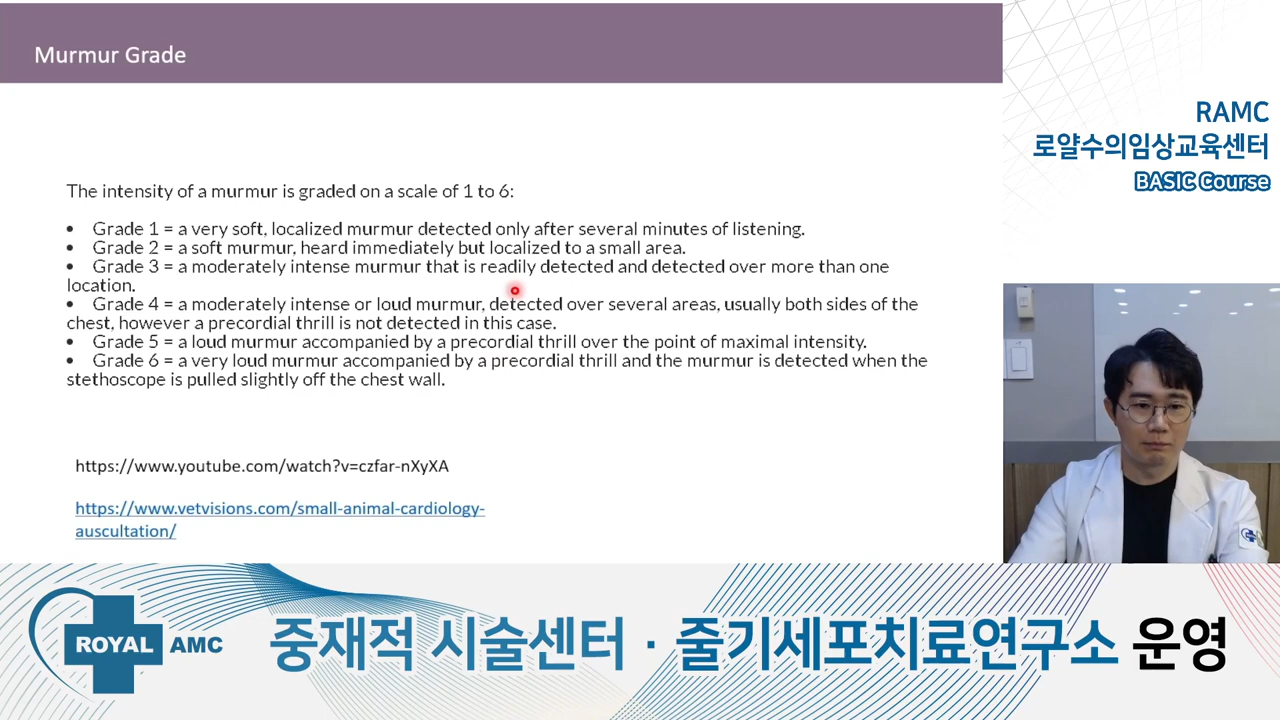 Murmur Grade
The intensity of a murmur is graded on a scale of 1 to 6:
• Grade 1 = a very soft, localized murmur detected only after several minutes of listening.
• Grade 2 = a soft murmur, heard immediately but localized to a small area.
• Grade 3 = a moderately intense murmur that is readily detected and detected over more than one
location.
• Grade 4 = a moderately intense or loud murmur, detected over several areas, usually both sides of the
chest, however a precordial thrill is not detected in this case.
• Grade 5 = a loud murmur accompanied by a precordial thrill over the point of maximal intensity.
• Grade 6 = a very loud murmur accompanied by a precordial thrill and the murmur is detected when the
stethoscope is pulled slightly off the chest wall.
https://www.youtube.com/watch?v=czfar-nXyXA
https://www.vetvisions.com/small-animal-cardiology-
auscultation/
RAMC
로얄수의임상교육센터
BASIC Course
ROYAL AMC
중재적 시술센터 · 줄기세포치료연구소 운영